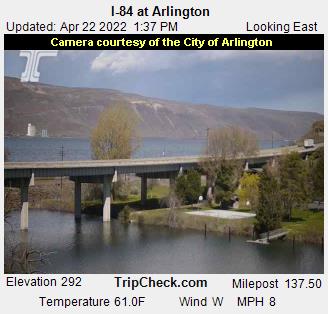 I-84 at Arlington
Updated: Apr 22 2022 1:37 PM Looking East
Camera courtesy of the City of Arlington
Elevation 292 TripCheck.com Milepost 137.50
Temperature 61.0F Wind W MPH 8